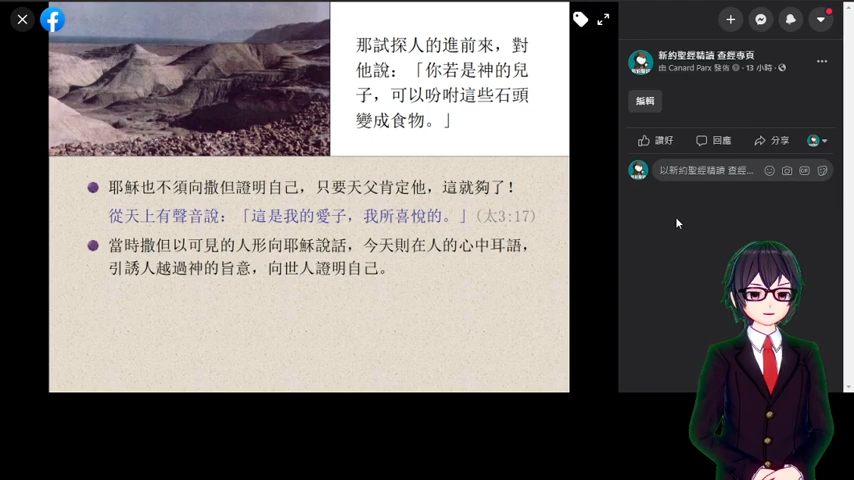 那試探人的進前來，對
他說：「你若是神的兒
子，可以吩咐這些石頭
變成食物。」
耶穌也不須向撒但證明自己，只要天父肯定他，這就夠了！
從天上有聲音說：「這是我的愛子，我所喜悅的。」（太3:17）
當時撒但以可見的人形向耶穌說話，今天則在人的心中耳語，
引誘人越過神的旨意，向世人證明自己。
新約聖經精讀 查經專頁
由 Canard Parx 發佈 · 13 小時 ·
編輯
讚好 回應 分享
以新約聖經精讀 查經...